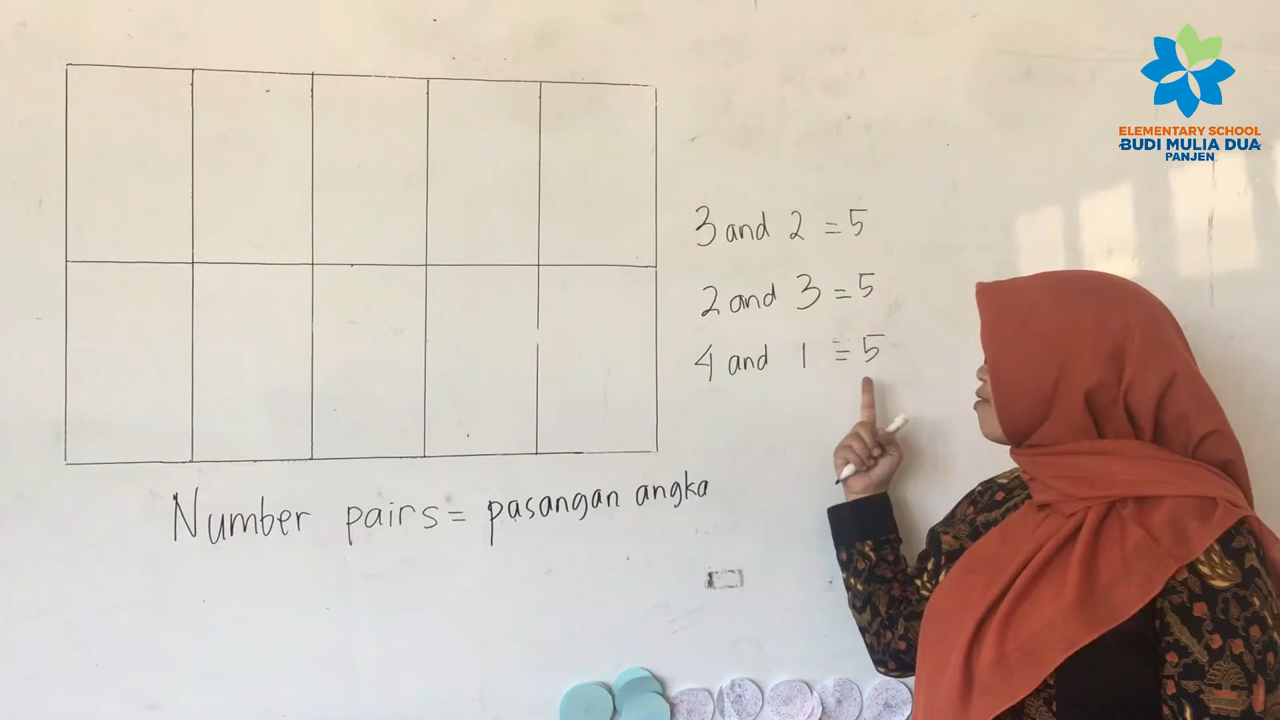 ELEMENTARY SCHOOL
BUDI MULIA DUA
PANJEN
3 and 2 = 5
2 and 3 = 5
4 and 1 = 5
Number pairs = pasangan angka